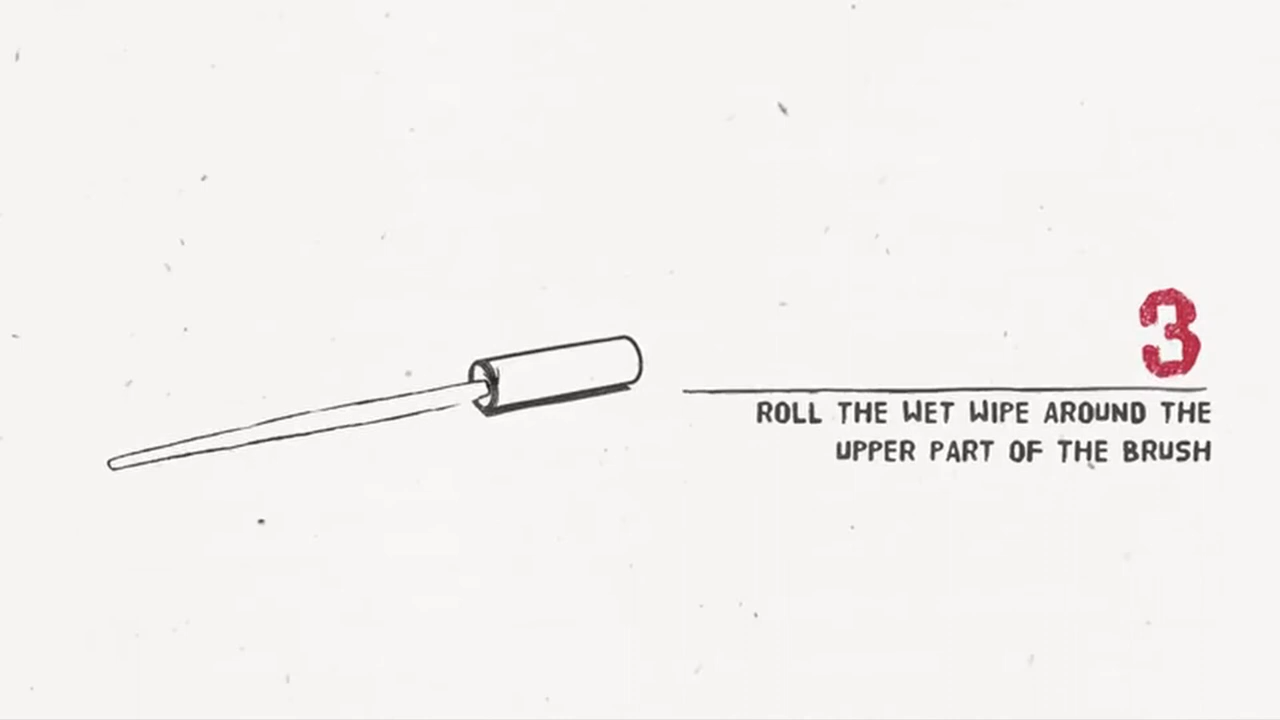 3
ROLL THE WET WIPE AROUND THE
UPPER PART OF THE BRUSH